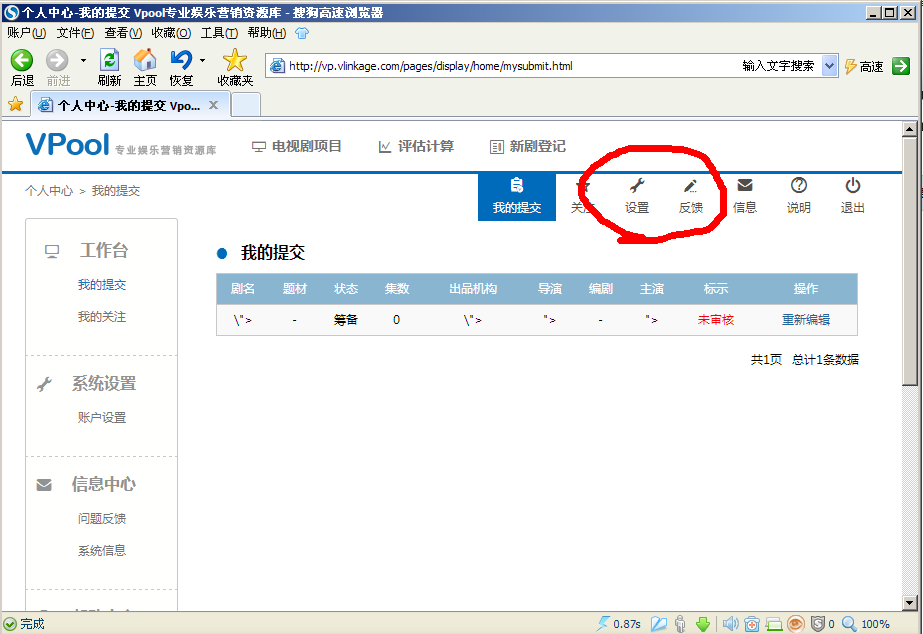 个人中心-我的提交 Vpool专业娱乐营销资源库 - 搜狗高速浏览器
账户(U) 文件(F) 查看(V) 收藏(O) 工具(T) 帮助(H)
后退 前进 刷新 主页 恢复 收藏夹 http://vp.vlinkage.com/pages/display/home/mysubmit.html 输入文字搜索 高速
个人中心-我的提交 Vpo...
VPool 专业娱乐营销资源库 电视剧项目 评估计算 新剧登记
个人中心 > 我的提交
我的提交 关注 设置 反馈 信息 说明 退出
工作台
我的提交
我的关注
系统设置
账户设置
信息中心
问题反馈
系统信息
我的提交
剧名 题材 状态 集数 出品机构 导演 编剧 主演 标示 操作
\"> - 筹备 0 \"> "> - "> 未审核 重新编辑
共1页 总计1条数据
完成 0.87s 0 100%